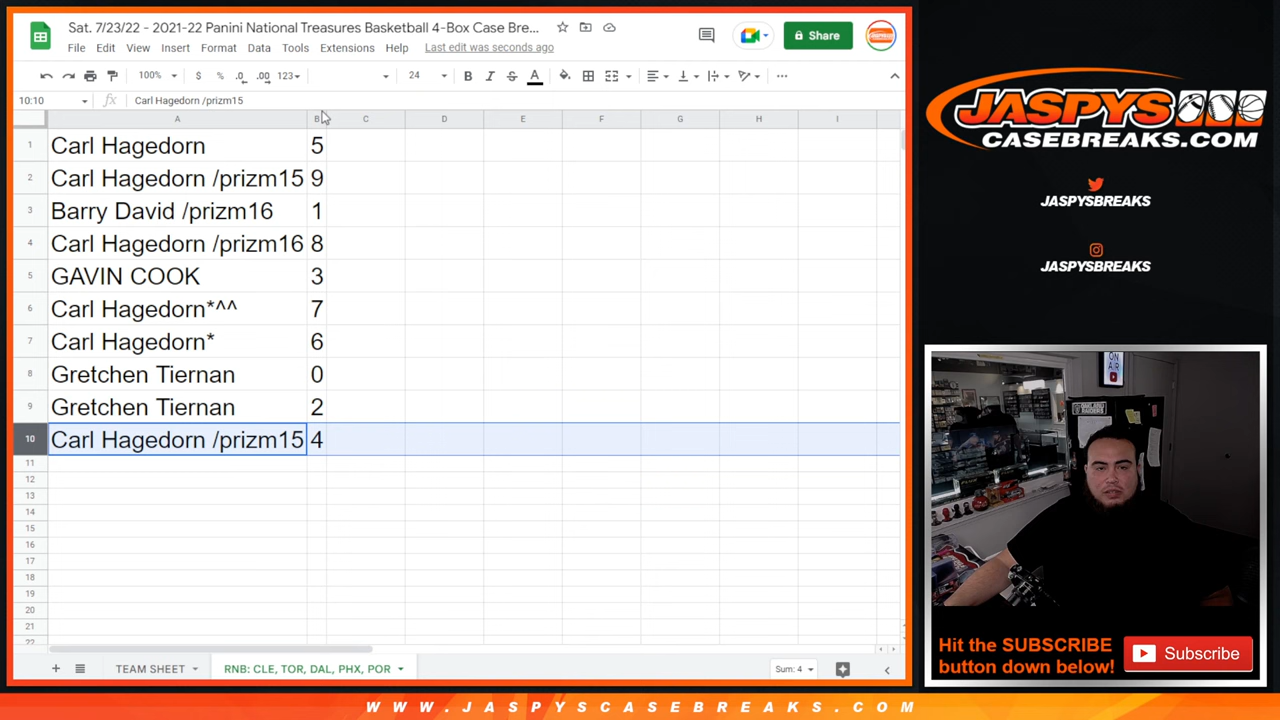 Sat. 7/23/22 - 2021-22 Panini National Treasures Basketball 4-Box Case Bre...
Share
File Edit View Insert Format Data Tools Extensions Help Last edit was seconds ago
100% $ % .0 .00 123 24 B I S A
10:10 fx Carl Hagedorn /prizm15
A B C D E F G H I
1 Carl Hagedorn 5
2 Carl Hagedorn /prizm15 9
3 Barry David /prizm16 1
4 Carl Hagedorn /prizm16 8
5 GAVIN COOK 3
6 Carl Hagedorn*^^ 7
7 Carl Hagedorn* 6
8 Gretchen Tiernan 0
9 Gretchen Tiernan 2
10 Carl Hagedorn /prizm15 4
11
12
13
14
15
16
17
18
19
20
21
22
TEAM SHEET RNB: CLE, TOR, DAL, PHX, POR Sum: 4
JASPYS
CASEBREAKS.COM
JASPYSBREAKS
JASPYSBREAKS
ON
AIR
Hit the SUBSCRIBE
button down below!
Subscribe
WWW.JASPYSCASEBREAKS.COM